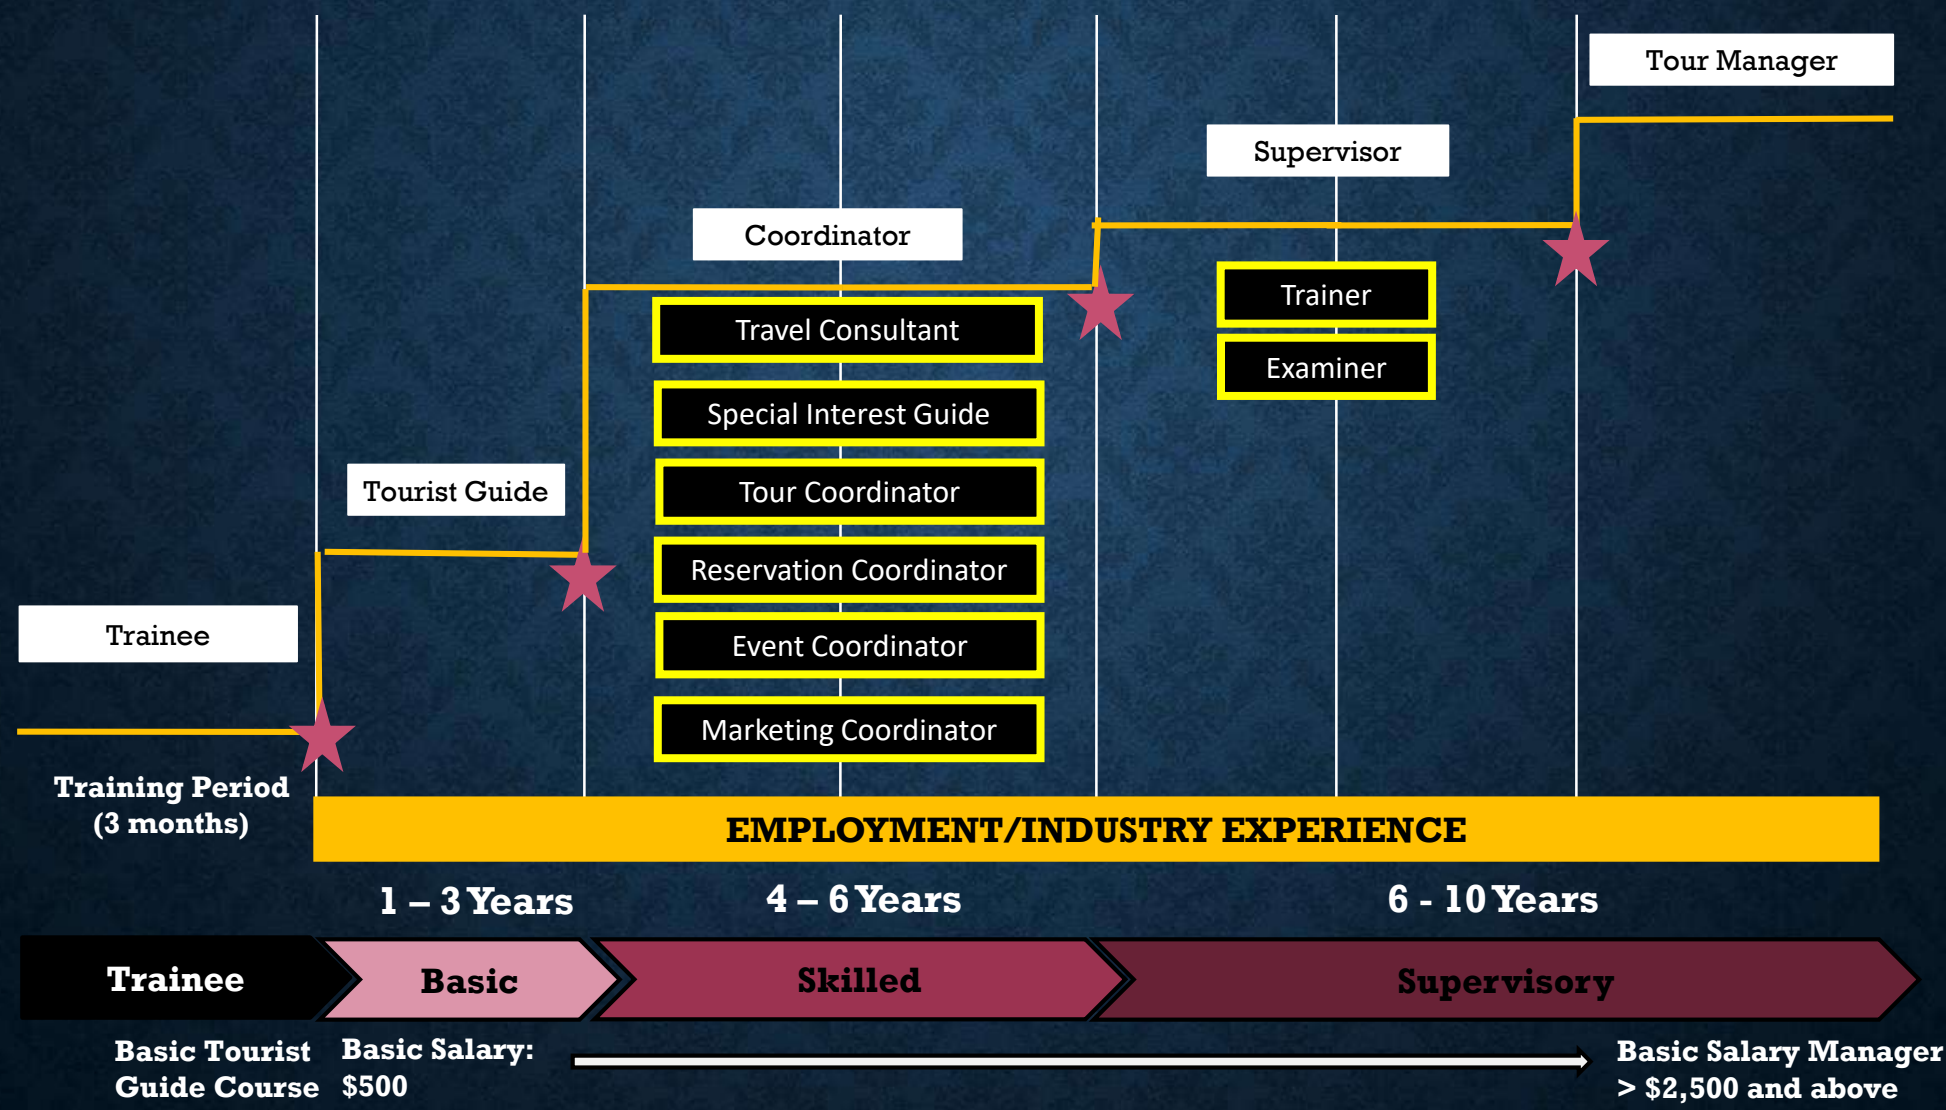 Tour Manager
Supervisor
Coordinator
Trainer
Travel Consultant
Examiner
Special Interest Guide
Tourist Guide
Tour Coordinator
Reservation Coordinator
Trainee
Event Coordinator
Marketing Coordinator
Training Period
(3 months)
EMPLOYMENT/INDUSTRY EXPERIENCE
1 – 3 Years
4 – 6 Years
6 - 10 Years
Trainee
Basic
Skilled
Supervisory
Basic Tourist
Guide Course
Basic Salary:
$500
Basic Salary Manager
> $2,500 and above